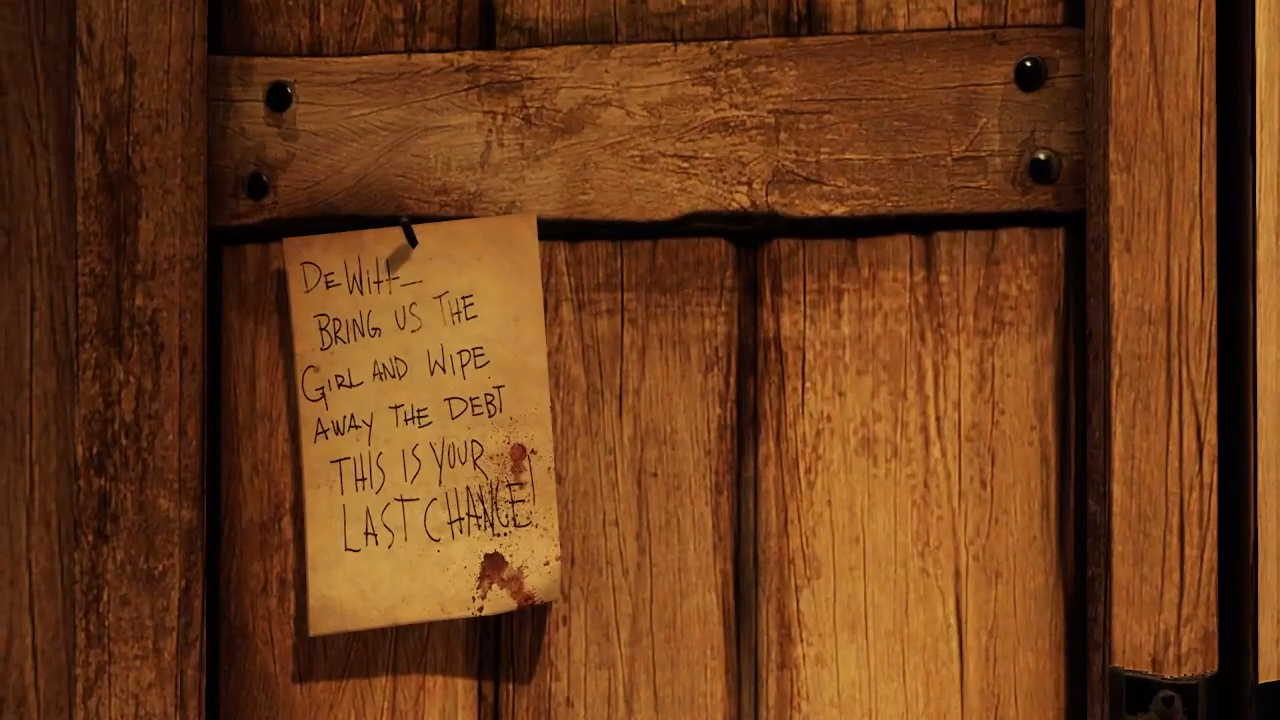 DEWITT—
BRING US THE
GIRL AND WIPE
AWAY THE DEBT
THIS IS YOUR
LAST CHANCE!